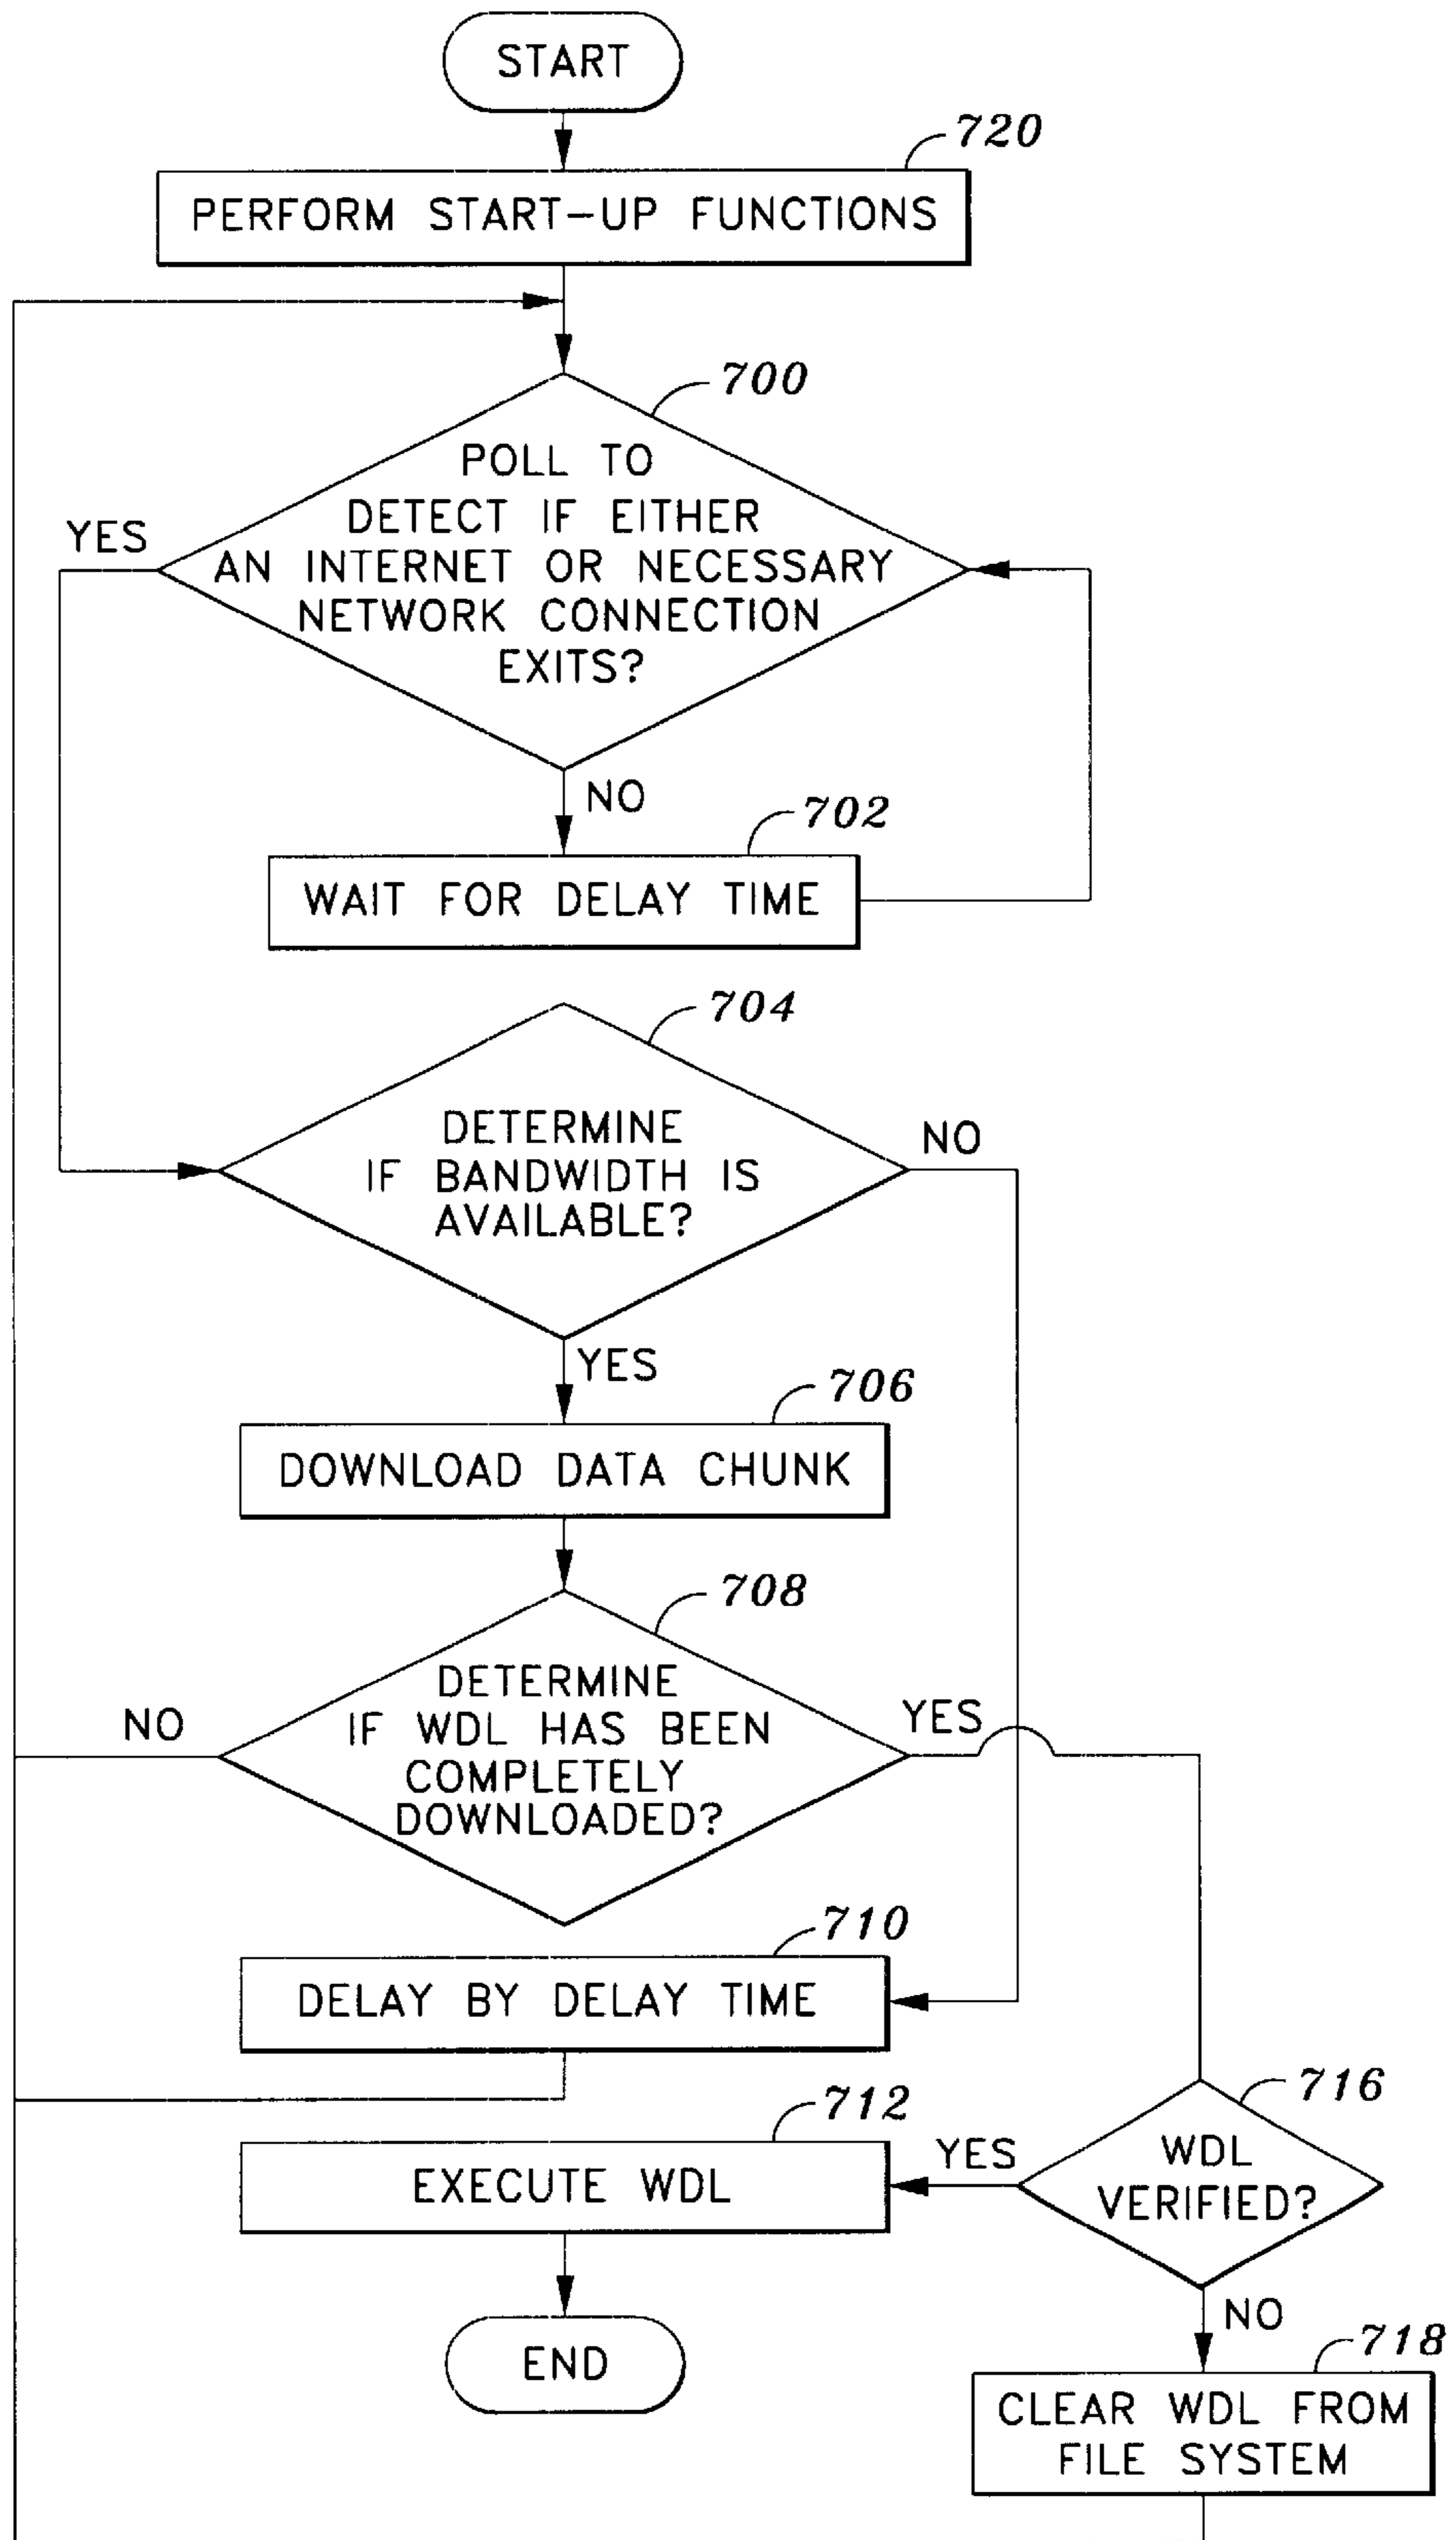 START
720
PERFORM START-UP FUNCTIONS
700
POLL TO
DETECT IF EITHER
AN INTERNET OR NECESSARY
NETWORK CONNECTION
EXITS?
YES
NO
702
WAIT FOR DELAY TIME
704
DETERMINE
IF BANDWIDTH IS
AVAILABLE?
NO
YES
706
DOWNLOAD DATA CHUNK
708
DETERMINE
IF WDL HAS BEEN
COMPLETELY
DOWNLOADED?
NO
YES
710
DELAY BY DELAY TIME
712
EXECUTE WDL
716
WDL
VERIFIED?
YES
NO
END
718
CLEAR WDL FROM
FILE SYSTEM